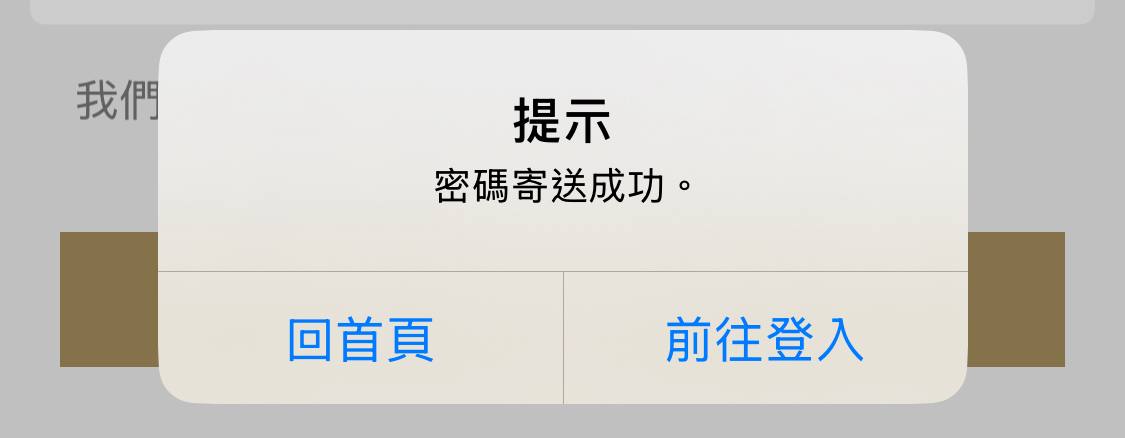 我們
提示
密碼寄送成功。
回首頁
前往登入